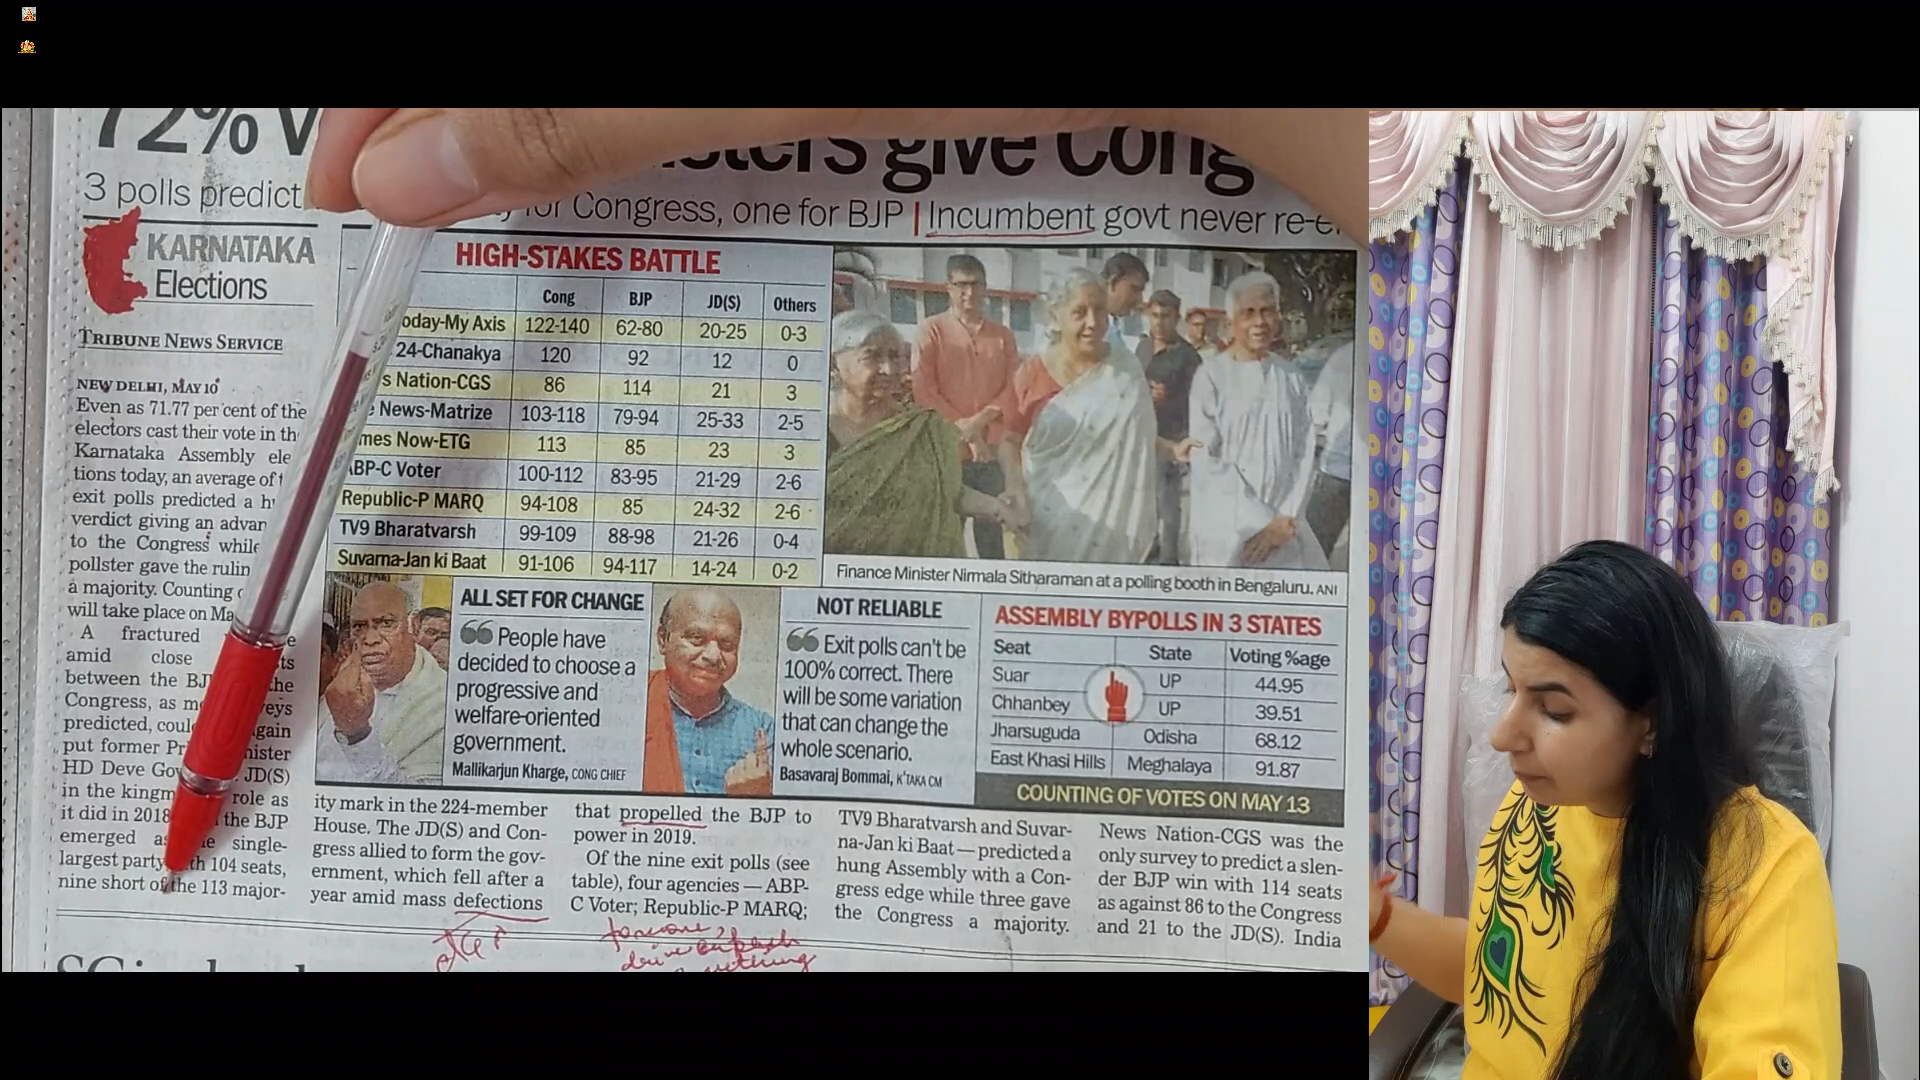 72% V
give Cong
3 polls predict
for Congress, one for BJP | Incumbent govt never re-e
KARNATAKA
Elections
TRIBUNE NEWS SERVICE
NEW DELHI, MAY 10
Even as 71.77 per cent of the
electors cast their vote in th
Karnataka Assembly ele
tions today, an average of
exit polls predicted a hu
verdict giving an advan
to the Congress while
pollster gave the rulin
a majority. Counting
will take place on Ma
A fractured
amid close
between the BJ the
Congress, as m eys
predicted, coul gain
put former Pr nister
HD Deve Go JD(S)
in the kingm role as
it did in 2018 the BJP
emerged as single-
largest party 104 seats,
nine short of the 113 major-
HIGH-STAKES BATTLE
Cong BJP JD(S) Others
oday-My Axis 122-140 62-80 20-25 0-3
24-Chanakya 120 92 12 0
s Nation-CGS 86 114 21 3
News-Matrize 103-118 79-94 25-33 2-5
mes Now-ETG 113 85 23 3
ABP-C Voter 100-112 83-95 21-29 2-6
Republic-P MARQ 94-108 85 24-32 2-6
TV9 Bharatvarsh 99-109 88-98 21-26 0-4
Suvarna-Jan ki Baat 91-106 94-117 14-24 0-2
Finance Minister Nirmala Sitharaman at a polling booth in Bengaluru. ANI
ALL SET FOR CHANGE
People have
decided to choose a
progressive and
welfare-oriented
government.
Mallikarjun Kharge, CONG CHIEF
NOT RELIABLE
Exit polls can't be
100% correct. There
will be some variation
that can change the
whole scenario.
Basavaraj Bommai, K'TAKA CM
ASSEMBLY BYPOLLS IN 3 STATES
Seat State Voting %age
Suar UP 44.95
Chhanbey UP 39.51
Jharsuguda Odisha 68.12
East Khasi Hills Meghalaya 91.87
COUNTING OF VOTES ON MAY 13
ity mark in the 224-member
House. The JD(S) and Con-
gress allied to form the gov-
ernment, which fell after a
year amid mass defections
that propelled the BJP to
power in 2019.
Of the nine exit polls (see
table), four agencies — ABP-
C Voter; Republic-P MARQ;
TV9 Bharatvarsh and Suvar-
na-Jan ki Baat — predicted a
hung Assembly with a Con-
gress edge while three gave
the Congress a majority.
News Nation-CGS was the
only survey to predict a slen-
der BJP win with 114 seats
as against 86 to the Congress
and 21 to the JD(S). India